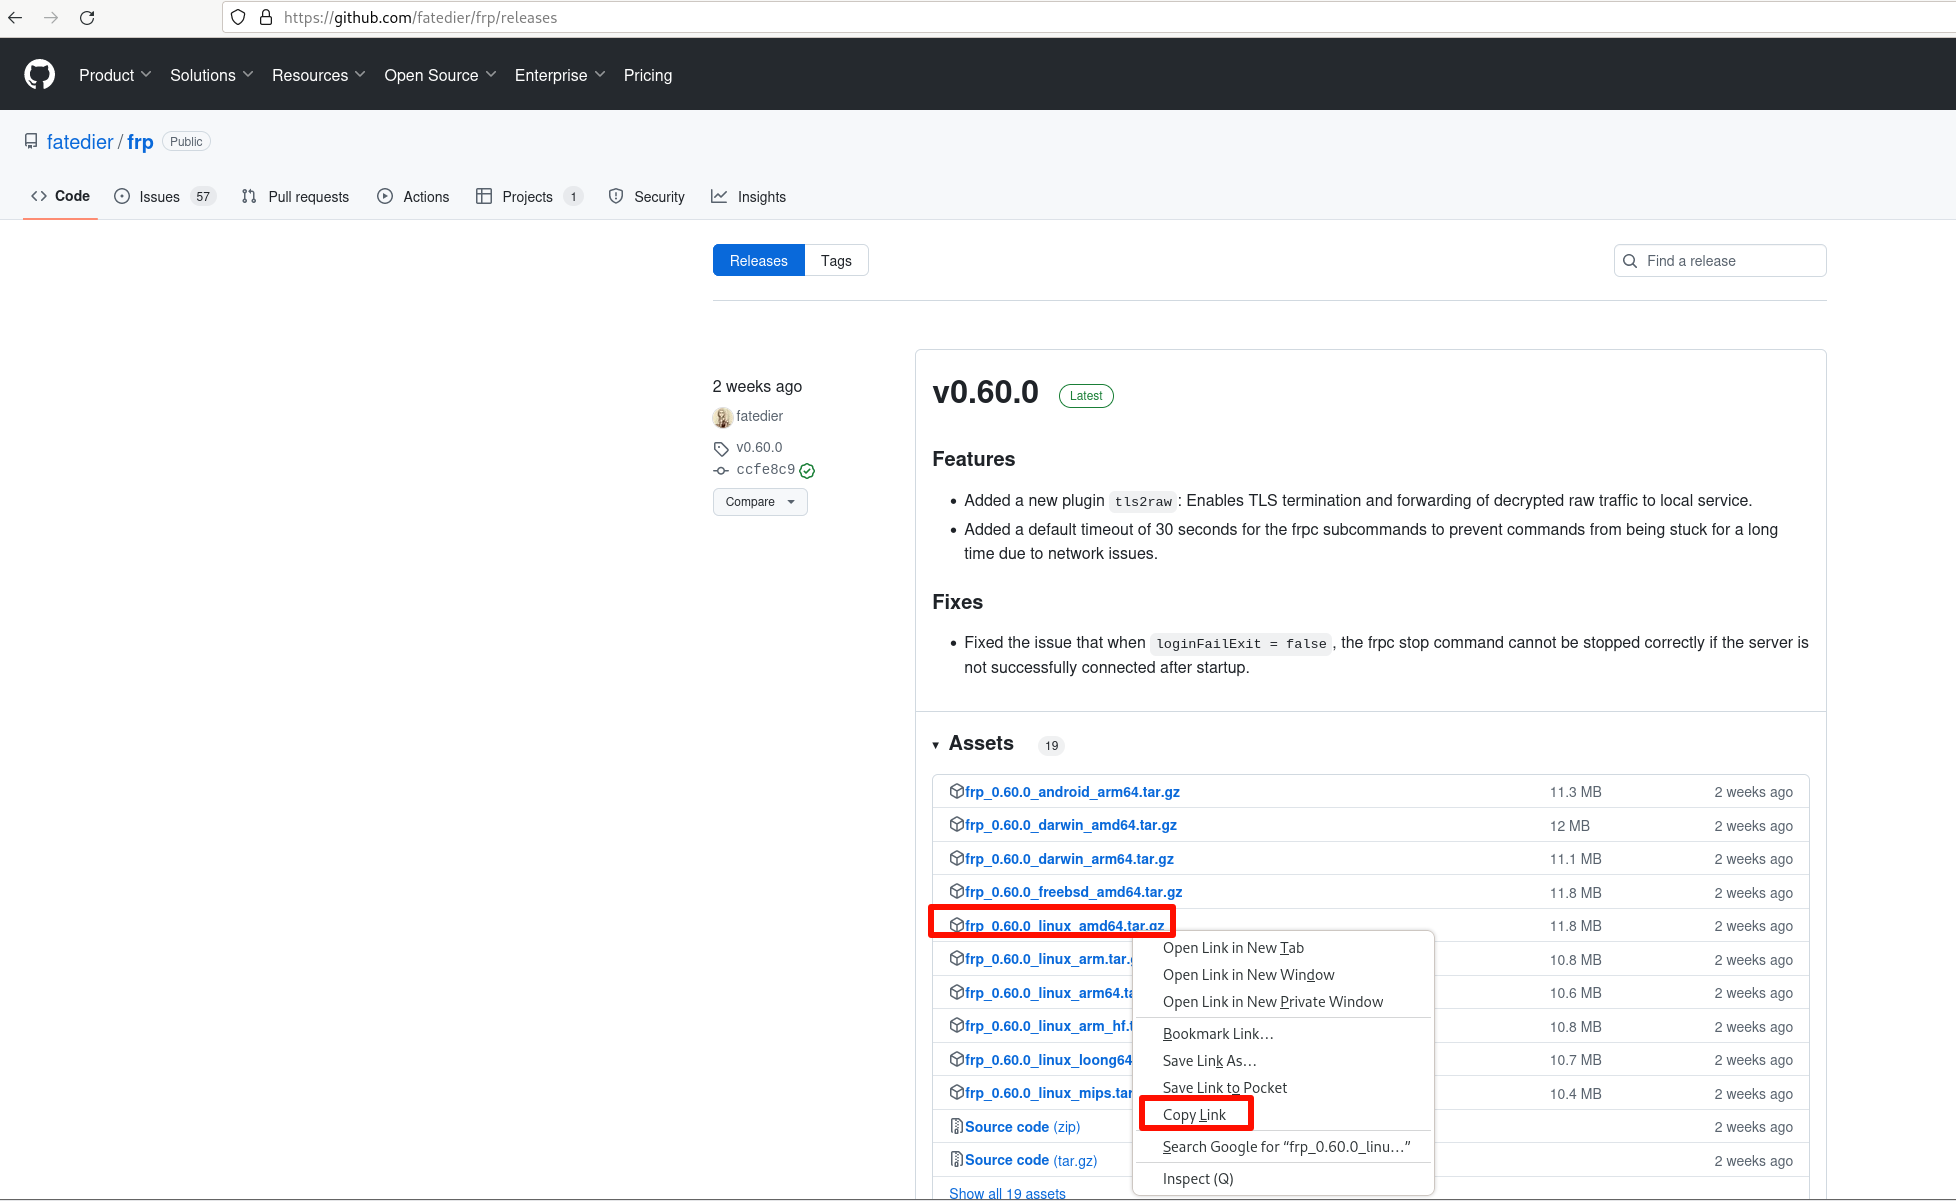 https://github.com/fatedier/frp/releases
Product Solutions Resources Open Source Enterprise Pricing
fatedier / frp Public
Code Issues 57 Pull requests Actions Projects 1 Security Insights
Releases Tags Find a release
2 weeks ago
fatedier
v0.60.0
ccfe8c9
Compare
v0.60.0 Latest
Features
Added a new plugin tls2raw: Enables TLS termination and forwarding of decrypted raw traffic to local service.
Added a default timeout of 30 seconds for the frpc subcommands to prevent commands from being stuck for a long
time due to network issues.
Fixes
Fixed the issue that when loginFailExit = false, the frpc stop command cannot be stopped correctly if the server is
not successfully connected after startup.
Assets 19
frp_0.60.0_android_arm64.tar.gz 11.3 MB 2 weeks ago
frp_0.60.0_darwin_amd64.tar.gz 12 MB 2 weeks ago
frp_0.60.0_darwin_arm64.tar.gz 11.1 MB 2 weeks ago
frp_0.60.0_freebsd_amd64.tar.gz 11.8 MB 2 weeks ago
frp_0.60.0_linux_amd64.tar.gz 11.8 MB 2 weeks ago
frp_0.60.0_linux_arm.tar. 10.8 MB 2 weeks ago
frp_0.60.0_linux_arm64.ta 10.6 MB 2 weeks ago
frp_0.60.0_linux_arm_hf.t 10.8 MB 2 weeks ago
frp_0.60.0_linux_loong64 10.7 MB 2 weeks ago
frp_0.60.0_linux_mips.tar 10.4 MB 2 weeks ago
Source code (zip) 2 weeks ago
Source code (tar.gz) 2 weeks ago
Show all 19 assets
Open Link in New Tab
Open Link in New Window
Open Link in New Private Window
Bookmark Link…
Save Link As…
Save Link to Pocket
Copy Link
Search Google for “frp_0.60.0_linu…”
Inspect (Q)